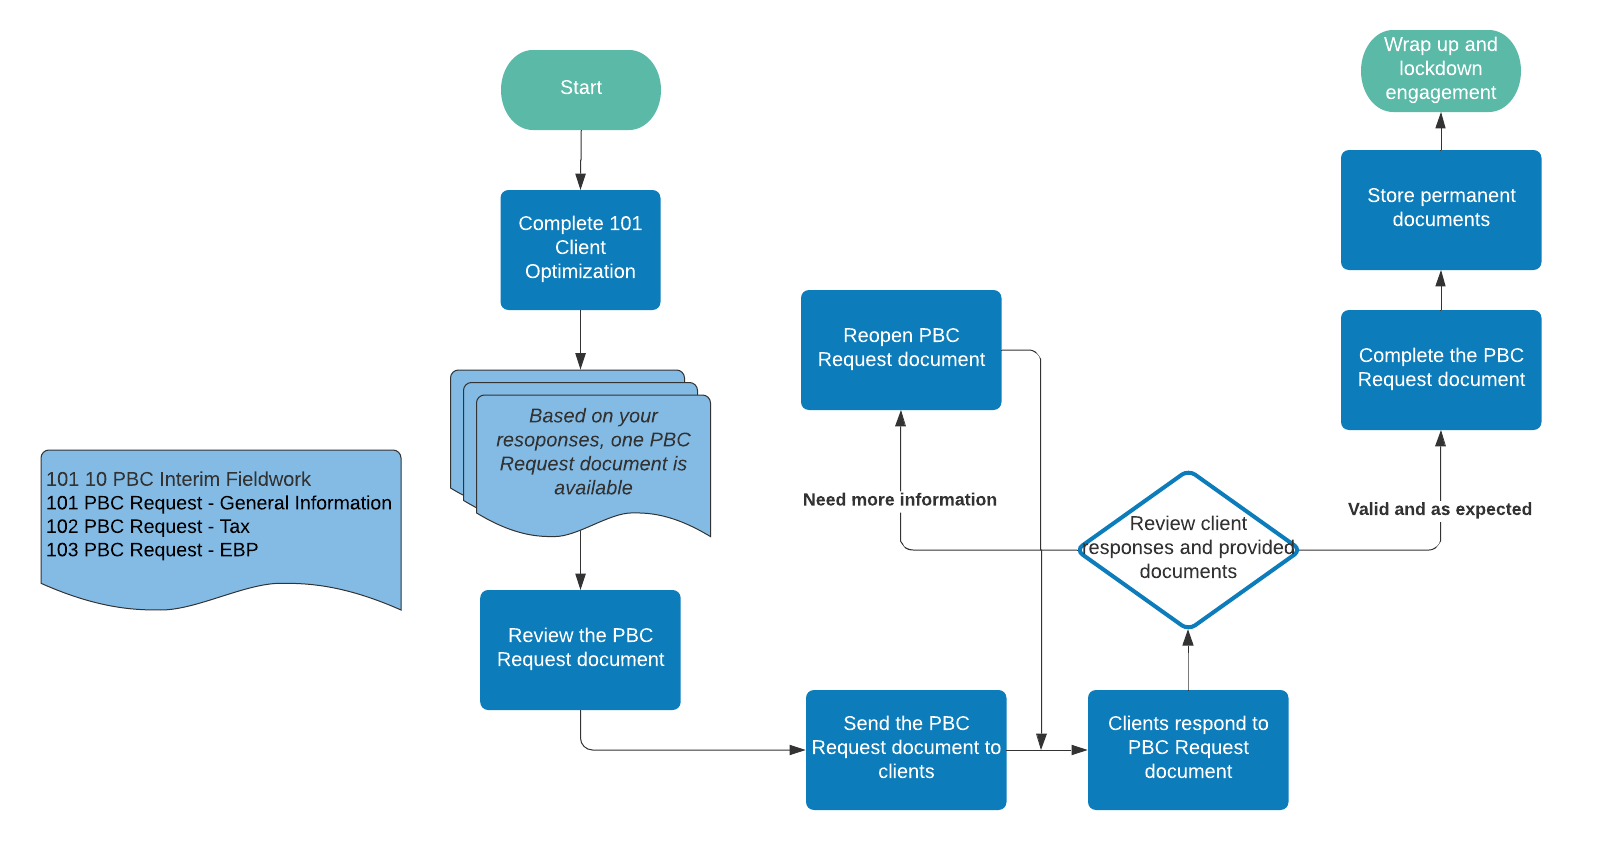 Start
Complete 101
Client
Optimization
Based on your
resoponses, one PBC
Request document is
available
101 10 PBC Interim Fieldwork
101 PBC Request - General Information
102 PBC Request - Tax
103 PBC Request - EBP
Review the PBC
Request document
Send the PBC
Request document to
clients
Clients respond to
PBC Request
document
Review client
responses and provided
documents
Need more information
Reopen PBC
Request document
Valid and as expected
Complete the PBC
Request document
Store permanent
documents
Wrap up and
lockdown
engagement